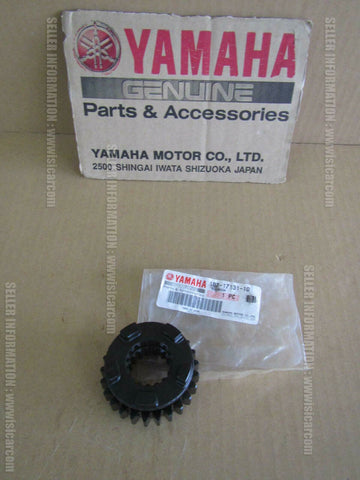 YAMAHA
GENUINE
Parts & Accessories
YAMAHA MOTOR CO., LTD.
2500 SHINGAI IWATA SHIZUOKA JAPAN
YAMAHA
1 PC
SELLER INFORMATION : www.isicar.com
SELLER INFORMATION : www.isicar.com
SELLER INFORMATION : www.isicar.com
SELLER INFORMATION : www.isicar.com